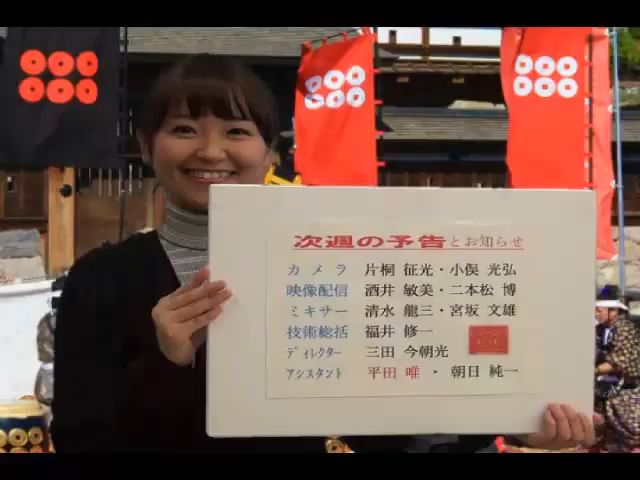 次週の予告とお知らせ
カメラ 片桐 征光・小俣 光弘
映像配信 酒井 敏美・二本松 博
ミキサー 清水 龍三・宮坂 文雄
技術総括 福井 修一
ディレクター 三田 今朝光
アシスタント 平田 唯・朝日 純一